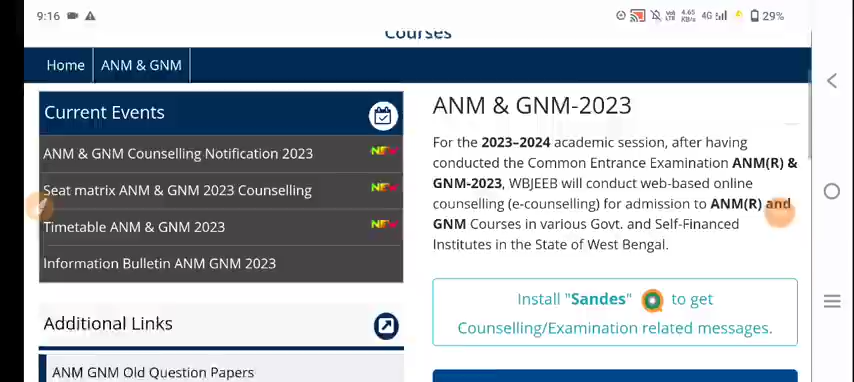 9:16
4.65
KB/s
4G
29%
Courses
Home
ANM & GNM
Current Events
ANM & GNM Counselling Notification 2023 NEW
Seat matrix ANM & GNM 2023 Counselling NEW
Timetable ANM & GNM 2023 NEW
Information Bulletin ANM GNM 2023
Additional Links
ANM GNM Old Question Papers
ANM & GNM-2023
For the 2023–2024 academic session, after having
conducted the Common Entrance Examination ANM(R) &
GNM-2023, WBJEEB will conduct web-based online
counselling (e-counselling) for admission to ANM(R) and
GNM Courses in various Govt. and Self-Financed
Institutes in the State of West Bengal.
Install "Sandes" to get
Counselling/Examination related messages.